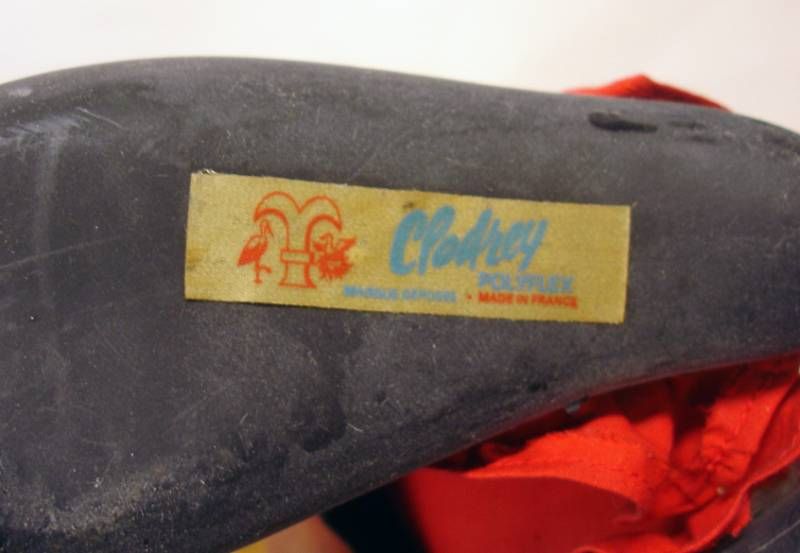 Clodrey
POLYFLEX
MARQUE DEPOSEE • MADE IN FRANCE